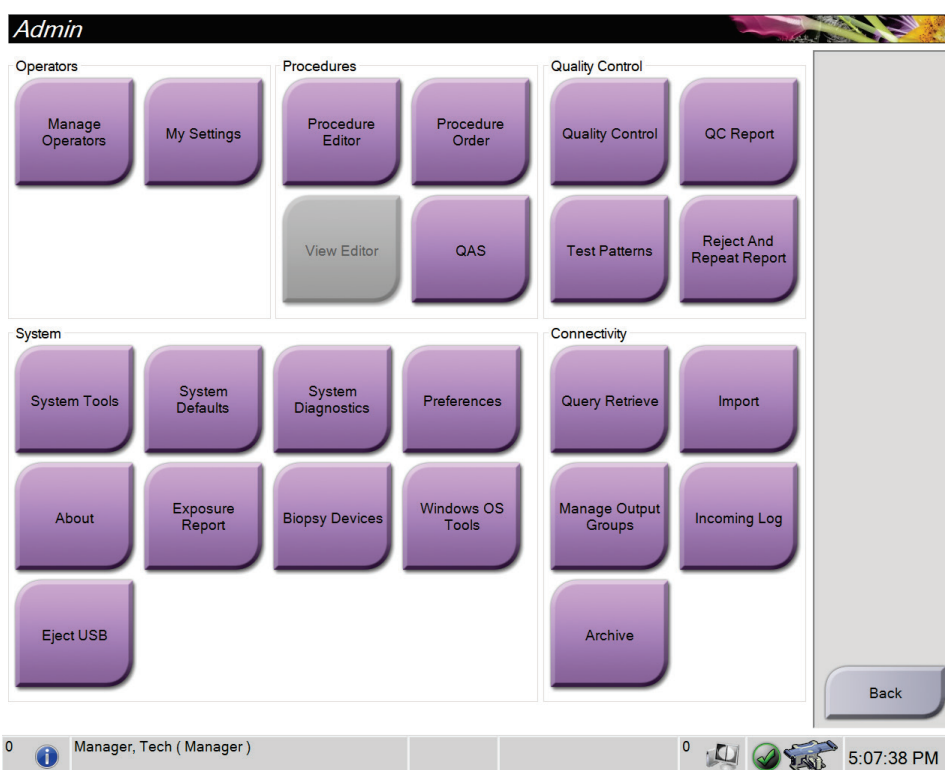 Admin
Operators
Manage
Operators
My Settings
Procedures
Procedure
Editor
Procedure
Order
View Editor
QAS
Quality Control
Quality Control
QC Report
Test Patterns
Reject And
Repeat Report
System
System Tools
System
Defaults
System
Diagnostics
Preferences
About
Exposure
Report
Biopsy Devices
Windows OS
Tools
Eject USB
Connectivity
Query Retrieve
Import
Manage Output
Groups
Incoming Log
Archive
Back
0
Manager, Tech ( Manager )
0
5:07:38 PM